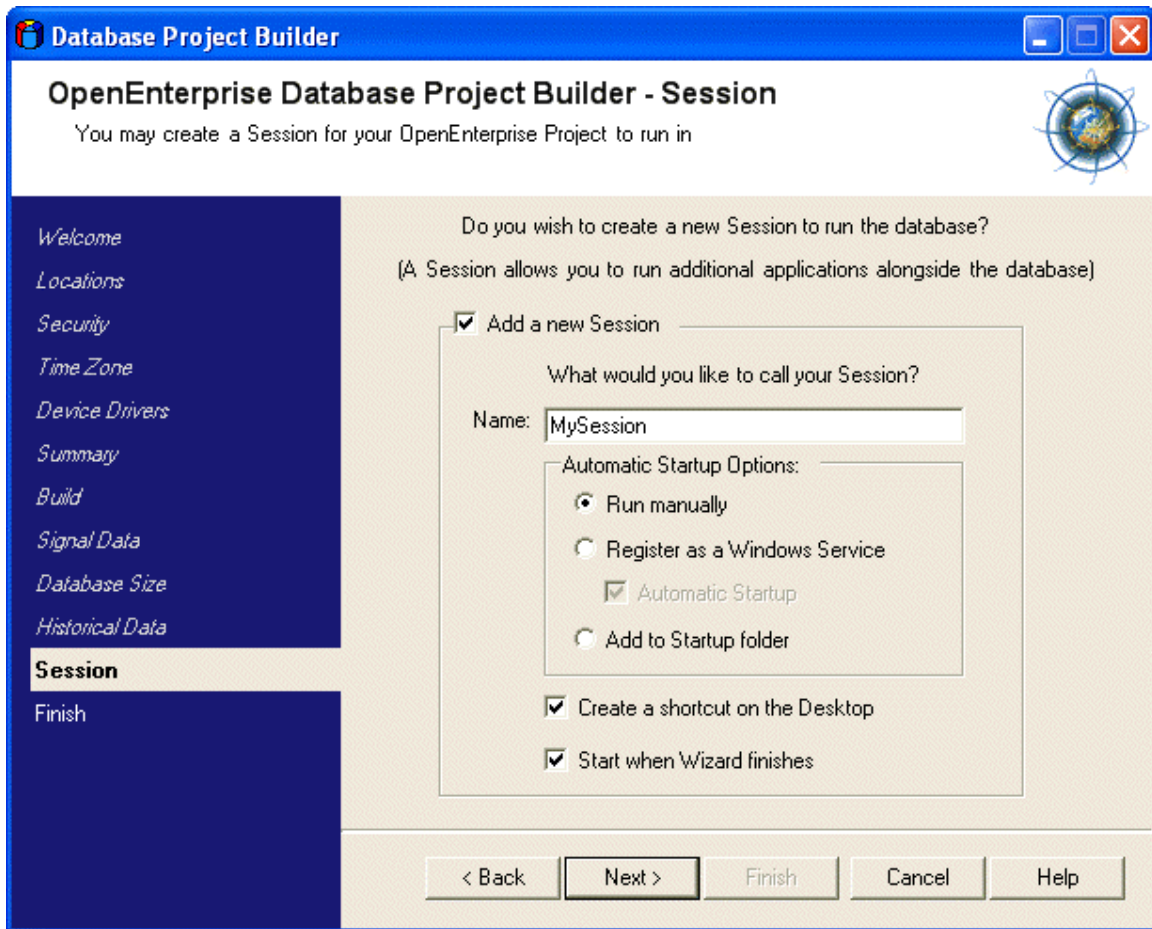 Database Project Builder
OpenEnterprise Database Project Builder - Session
You may create a Session for your OpenEnterprise Project to run in
Welcome
Locations
Security
Time Zone
Device Drivers
Summary
Build
Signal Data
Database Size
Historical Data
Session
Finish
Do you wish to create a new Session to run the database?
(A Session allows you to run additional applications alongside the database)
Add a new Session
What would you like to call your Session?
Name: MySession
Automatic Startup Options:
Run manually
Register as a Windows Service
Automatic Startup
Add to Startup folder
Create a shortcut on the Desktop
Start when Wizard finishes
< Back Next > Finish Cancel Help